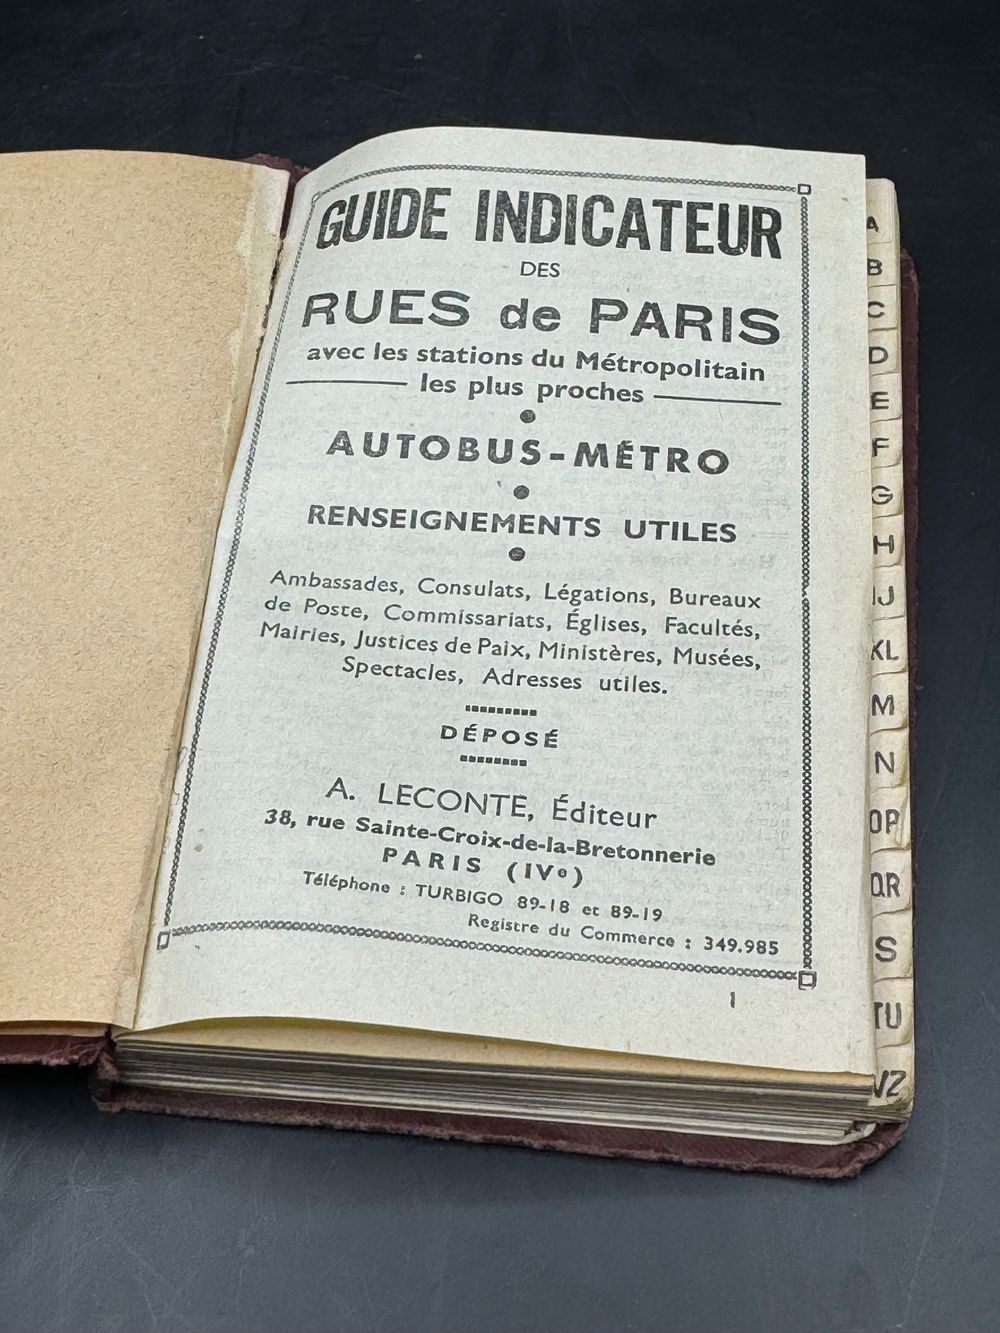 GUIDE INDICATEUR
DES
RUES de PARIS
avec les stations du Métropolitain
les plus proches
AUTOBUS-MÉTRO
RENSEIGNEMENTS UTILES
Ambassades, Consulats, Légations, Bureaux
de Poste, Commissariats, Églises, Facultés,
Mairies, Justices de Paix, Ministères, Musées,
Spectacles, Adresses utiles.
DÉPOSÉ
A. LECONTE, Éditeur
38, rue Sainte-Croix-de-la-Bretonnerie
PARIS (IVe)
Téléphone : TURBIGO 89-18 et 89-19
Registre du Commerce : 349.985
1
A
B
C
D
E
F
G
H
IJ
KL
M
N
OP
QR
S
TU
VZ